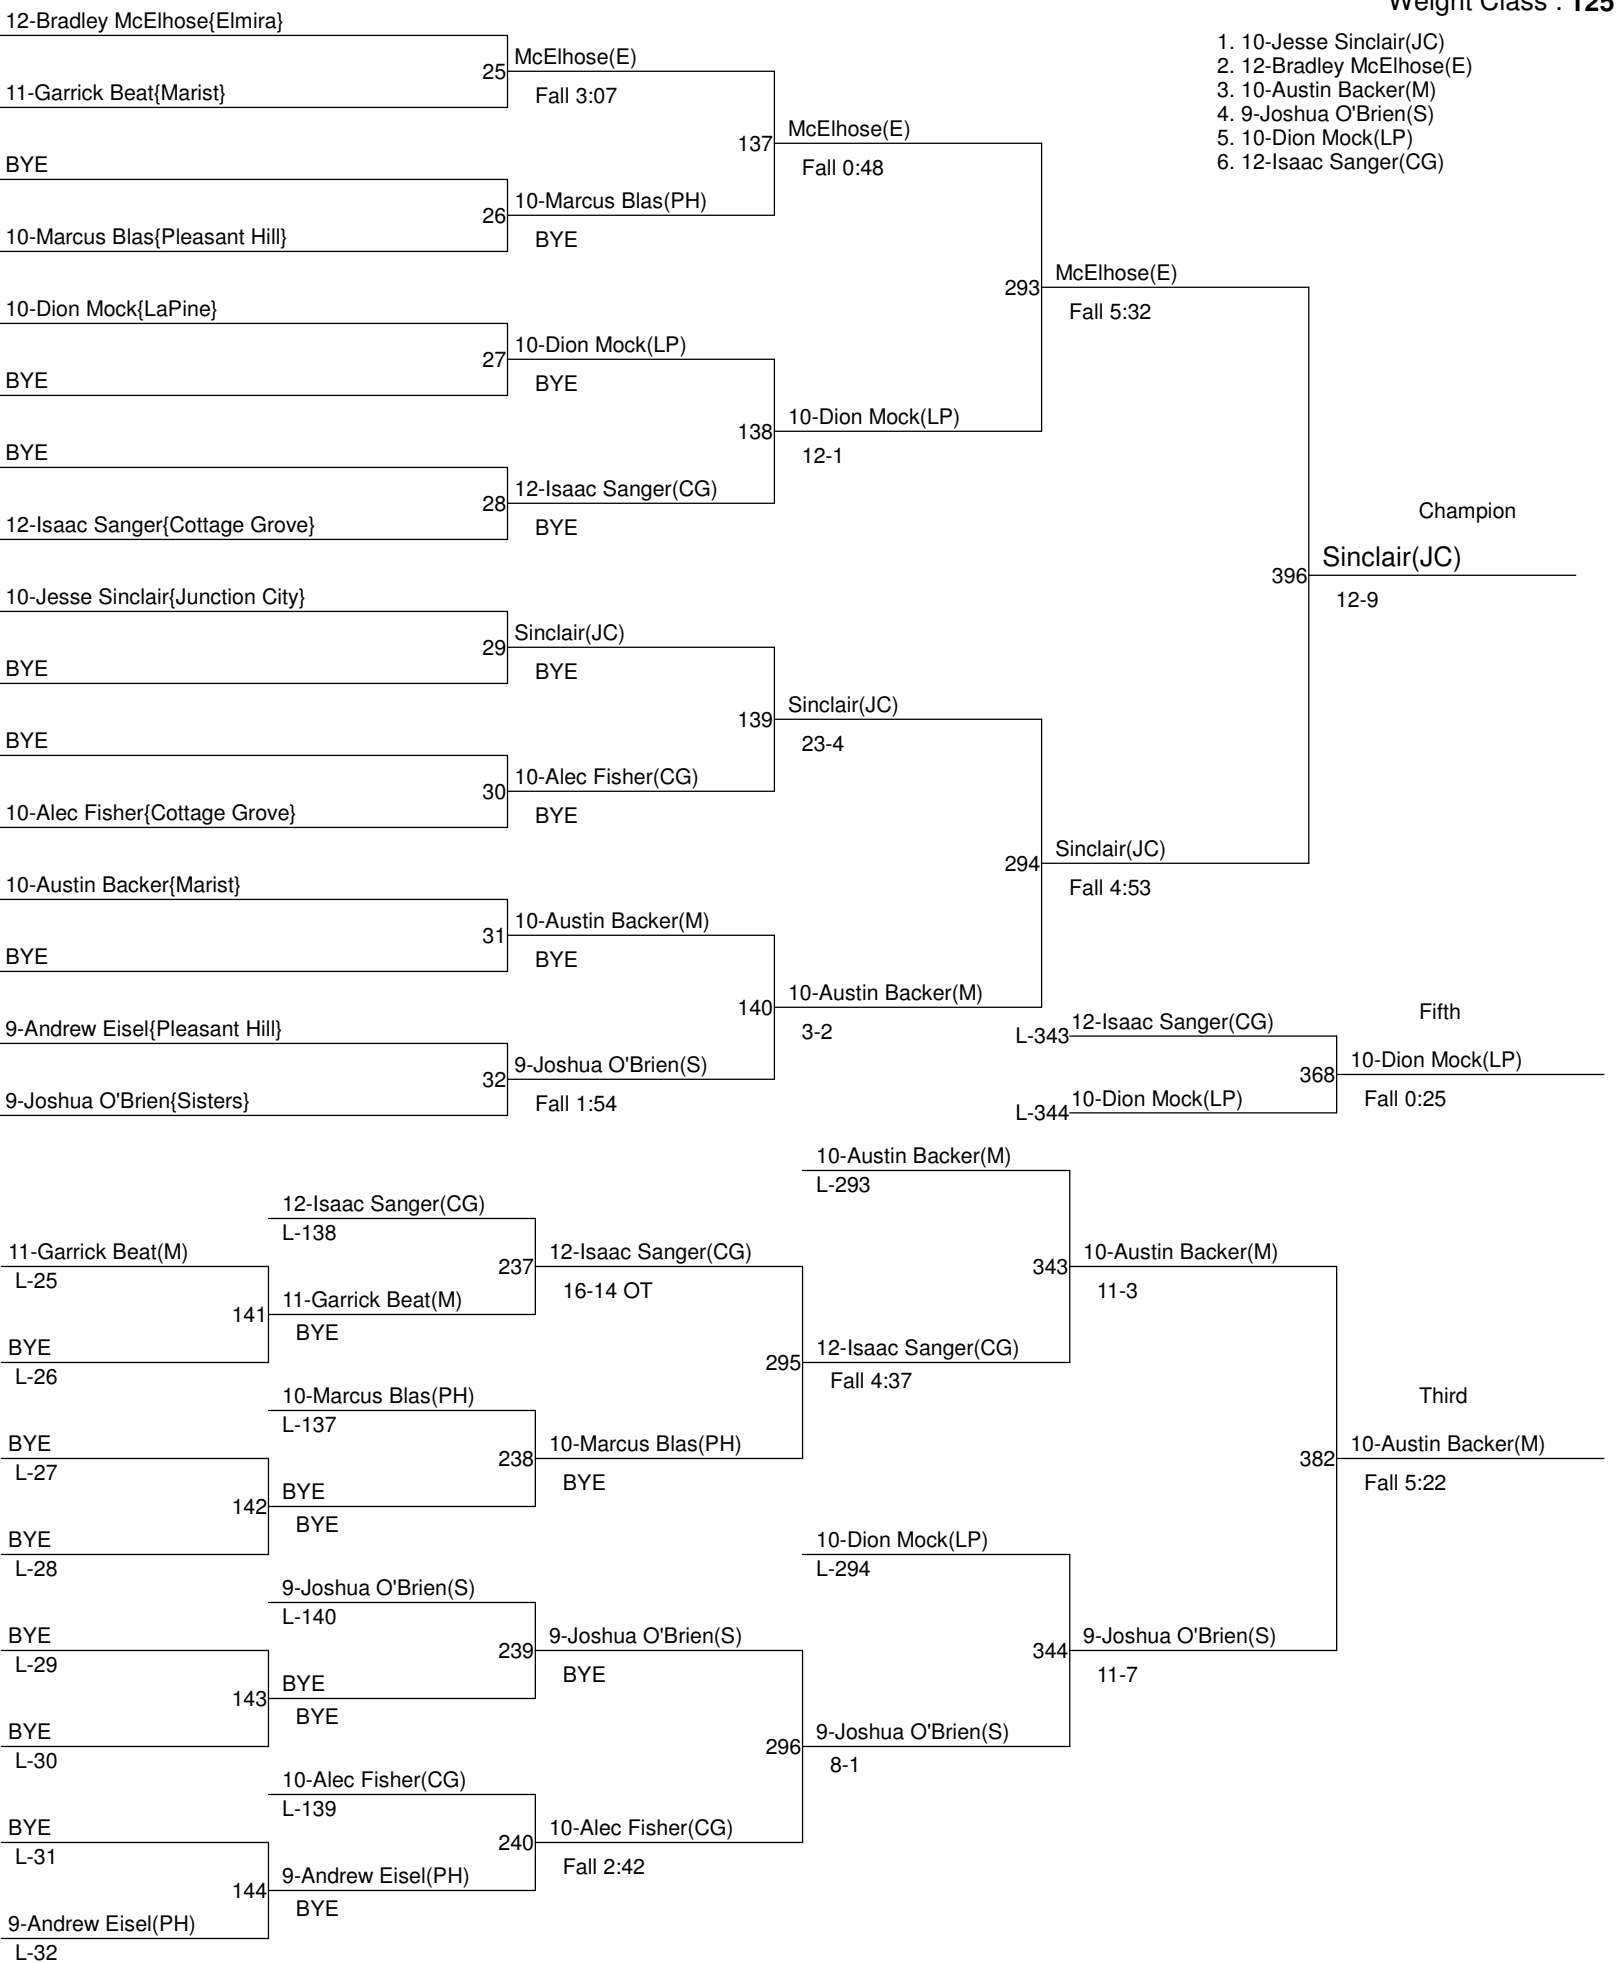 Weight Class : 125
1. 10-Jesse Sinclair(JC)
2. 12-Bradley McElhose(E)
3. 10-Austin Backer(M)
4. 9-Joshua O'Brien(S)
5. 10-Dion Mock(LP)
6. 12-Isaac Sanger(CG)
12-Bradley McElhose{Elmira}
25
McElhose(E)
Fall 3:07
11-Garrick Beat{Marist}
137
McElhose(E)
Fall 0:48
BYE
26
10-Marcus Blas(PH)
BYE
10-Marcus Blas{Pleasant Hill}
293
McElhose(E)
Fall 5:32
10-Dion Mock{LaPine}
27
10-Dion Mock(LP)
BYE
BYE
138
10-Dion Mock(LP)
12-1
BYE
28
12-Isaac Sanger(CG)
BYE
12-Isaac Sanger{Cottage Grove}
Champion
396
Sinclair(JC)
12-9
10-Jesse Sinclair{Junction City}
29
Sinclair(JC)
BYE
BYE
139
Sinclair(JC)
23-4
BYE
30
10-Alec Fisher(CG)
BYE
10-Alec Fisher{Cottage Grove}
294
Sinclair(JC)
Fall 4:53
10-Austin Backer{Marist}
31
10-Austin Backer(M)
BYE
BYE
140
10-Austin Backer(M)
3-2
9-Andrew Eisel{Pleasant Hill}
32
9-Joshua O'Brien(S)
Fall 1:54
9-Joshua O'Brien{Sisters}
Fifth
L-343
12-Isaac Sanger(CG)
368
10-Dion Mock(LP)
Fall 0:25
L-344
10-Dion Mock(LP)
10-Austin Backer(M)
L-293
12-Isaac Sanger(CG)
L-138
11-Garrick Beat(M)
L-25
237
12-Isaac Sanger(CG)
16-14 OT
343
10-Austin Backer(M)
11-3
141
11-Garrick Beat(M)
BYE
BYE
L-26
295
12-Isaac Sanger(CG)
Fall 4:37
10-Marcus Blas(PH)
L-137
Third
BYE
L-27
238
10-Marcus Blas(PH)
BYE
382
10-Austin Backer(M)
Fall 5:22
142
BYE
BYE
BYE
L-28
10-Dion Mock(LP)
L-294
9-Joshua O'Brien(S)
L-140
BYE
L-29
239
9-Joshua O'Brien(S)
BYE
344
9-Joshua O'Brien(S)
11-7
143
BYE
BYE
BYE
L-30
296
9-Joshua O'Brien(S)
8-1
10-Alec Fisher(CG)
L-139
BYE
L-31
240
10-Alec Fisher(CG)
Fall 2:42
144
9-Andrew Eisel(PH)
BYE
9-Andrew Eisel(PH)
L-32